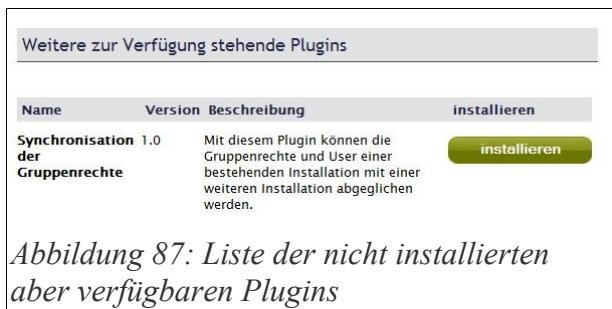 Weitere zur Verfügung stehende Plugins
Name Version Beschreibung installieren
Synchronisation 1.0 Mit diesem Plugin können die
der Gruppenrechte und User einer installieren
Gruppenrechte bestehenden Installation mit einer
weiteren Installation abgeglichen
werden.
Abbildung 87: Liste der nicht installierten
aber verfügbaren Plugins